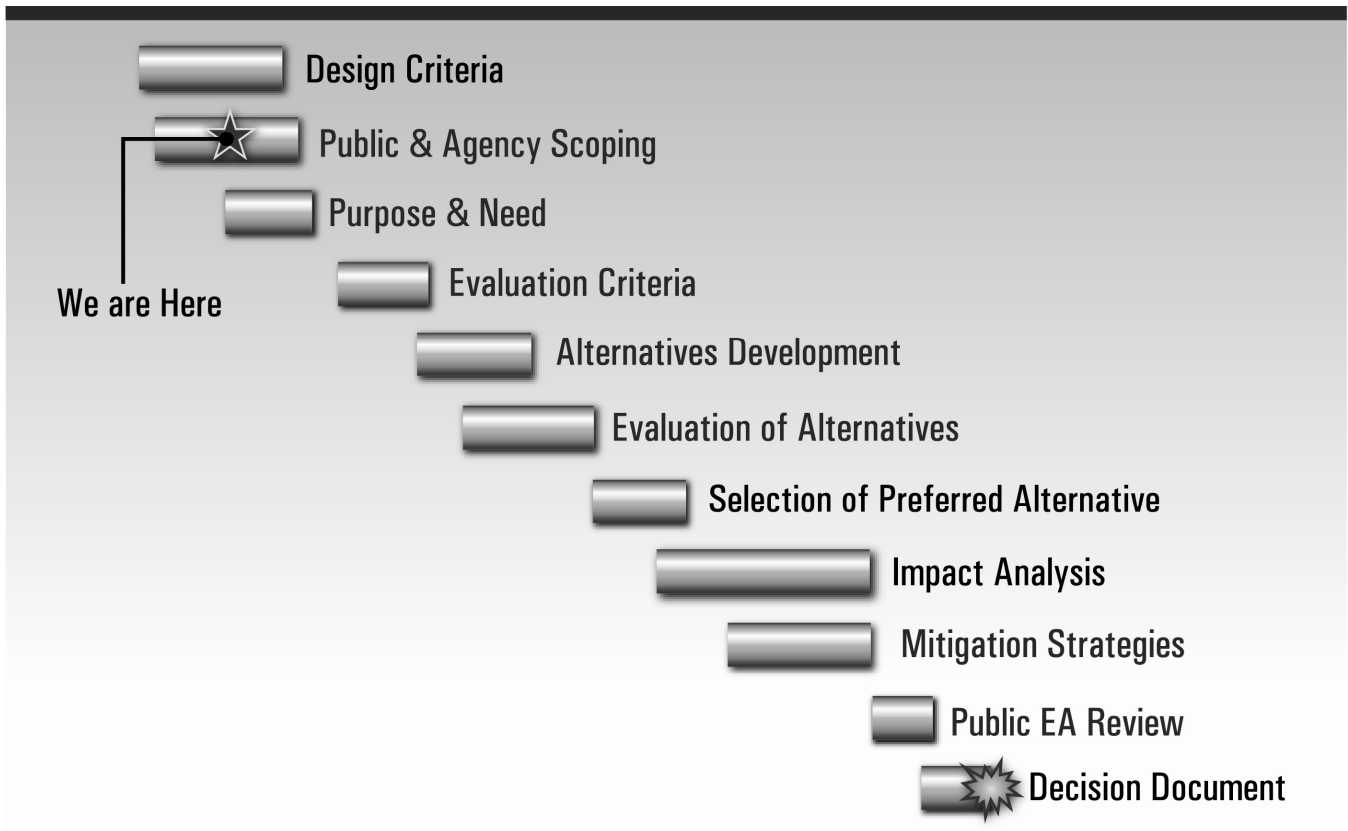 Design Criteria
Public & Agency Scoping
Purpose & Need
Evaluation Criteria
We are Here
Alternatives Development
Evaluation of Alternatives
Selection of Preferred Alternative
Impact Analysis
Mitigation Strategies
Public EA Review
Decision Document